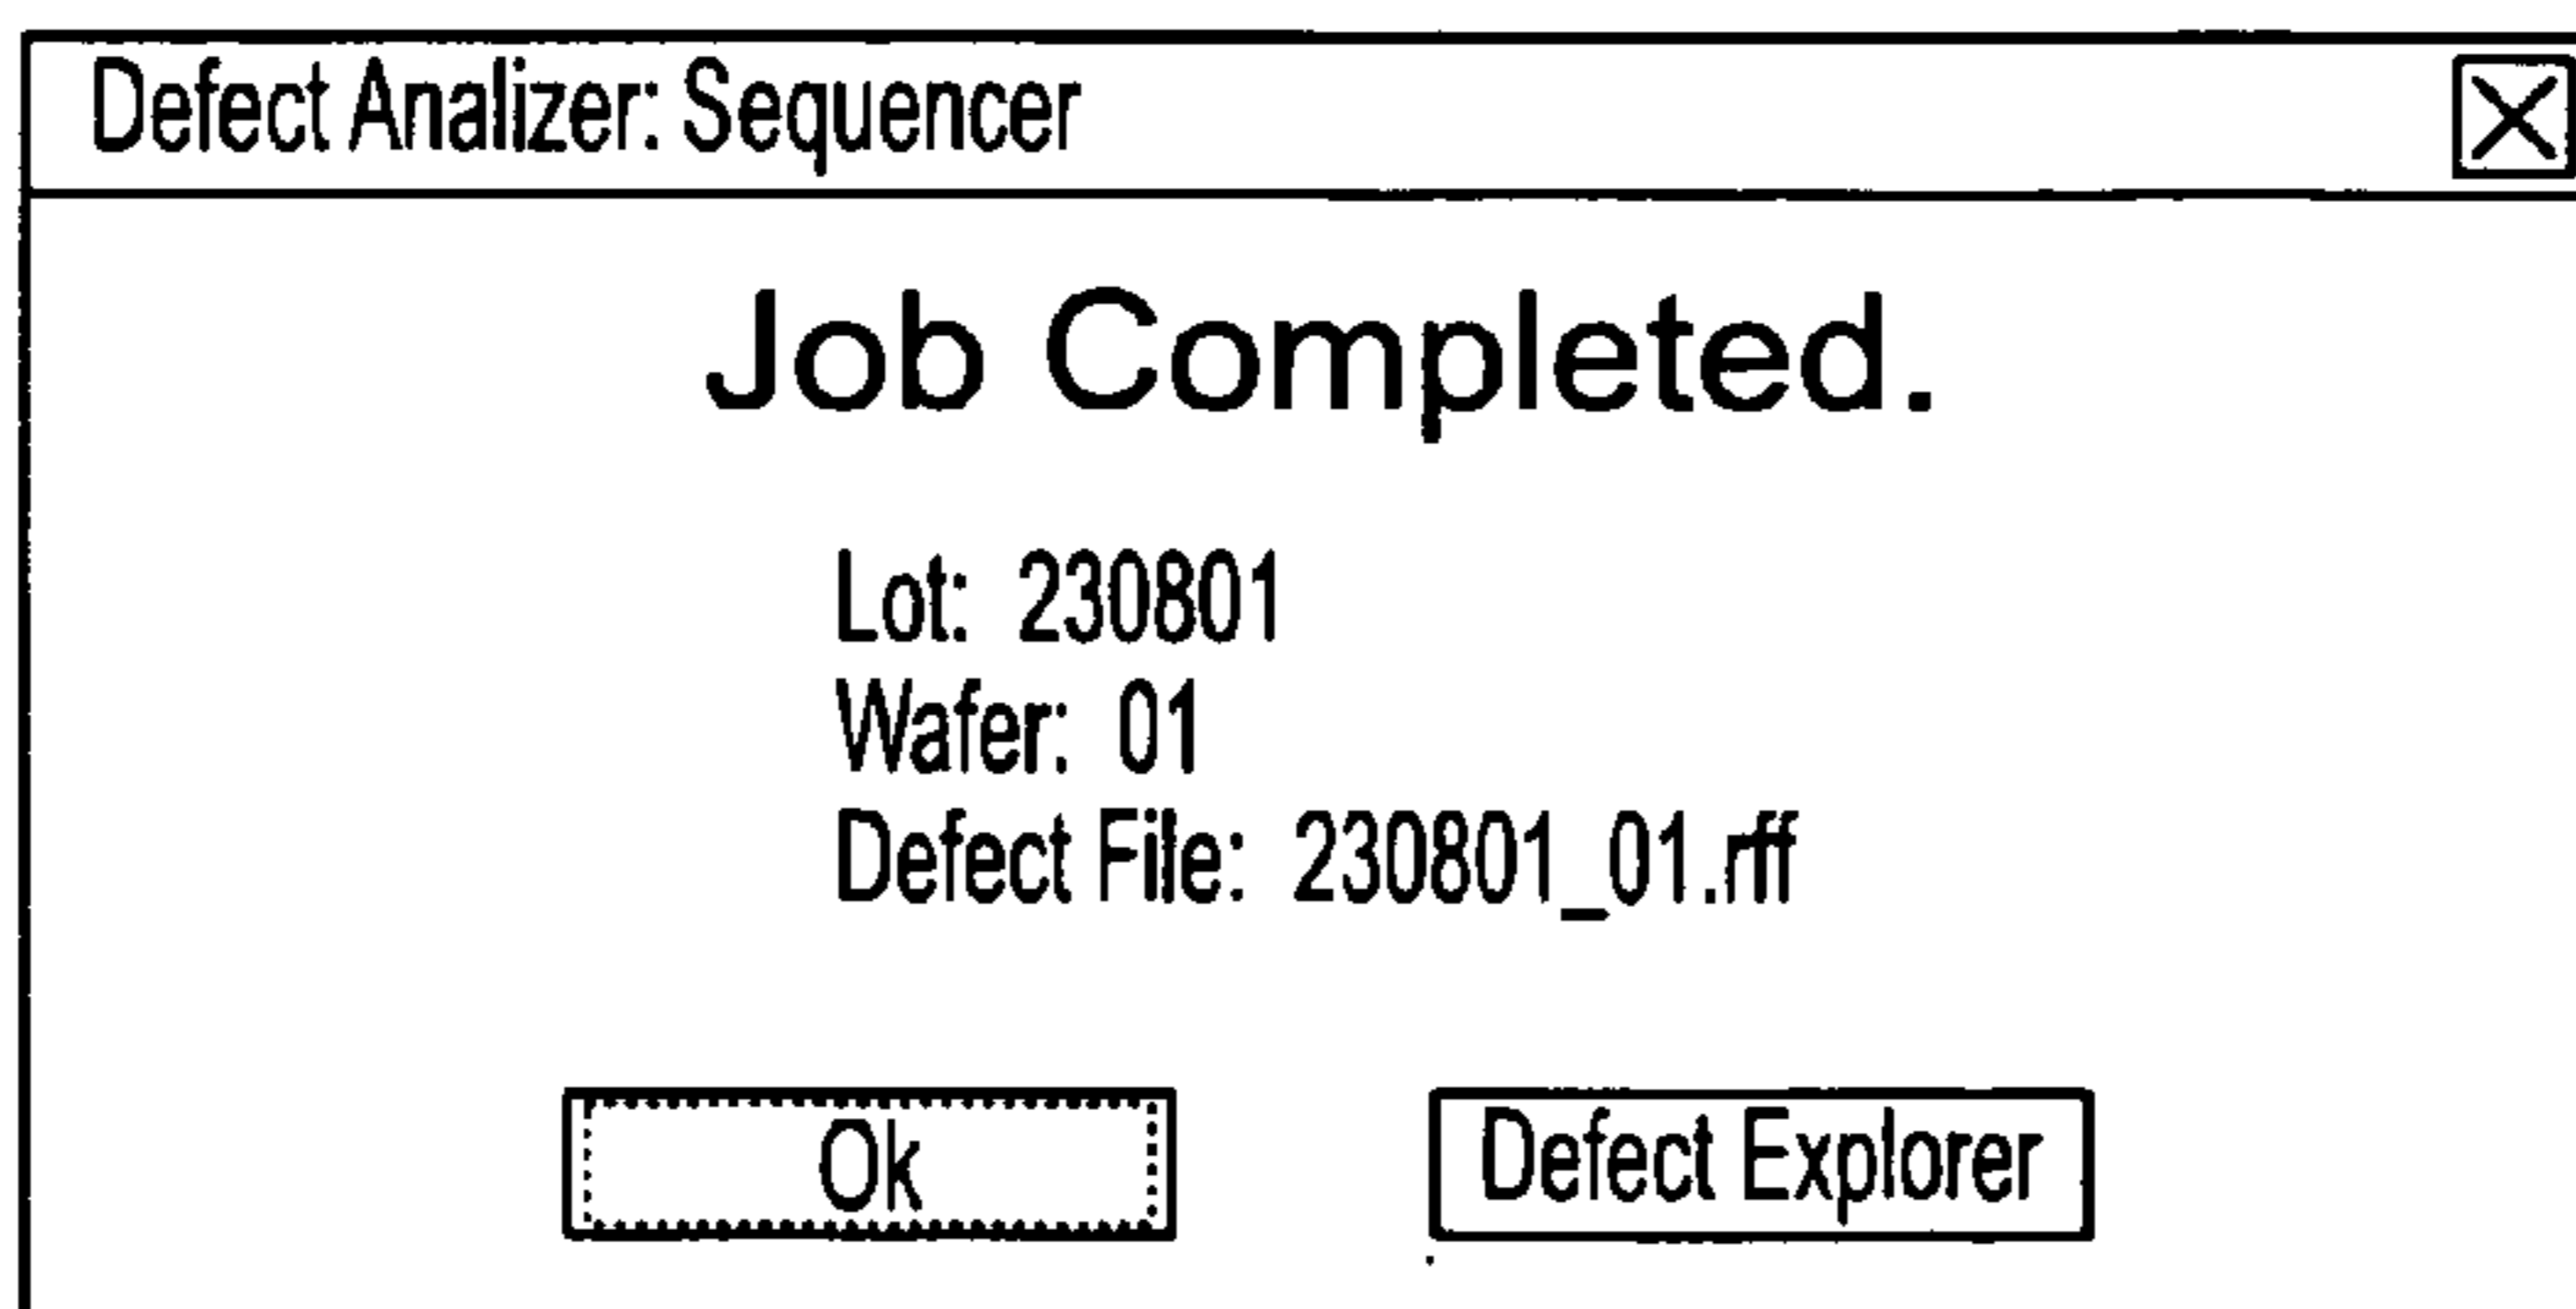 Defect Analizer: Sequencer
Job Completed.
Lot: 230801
Wafer: 01
Defect File: 230801_01.rff
Ok
Defect Explorer